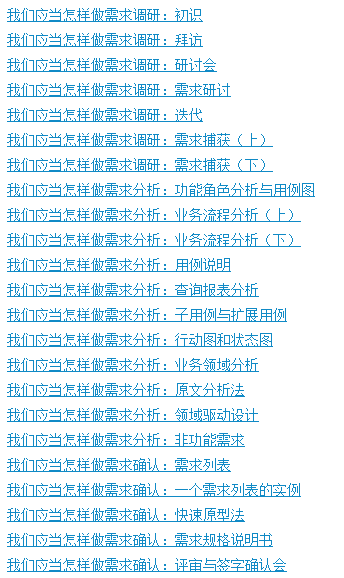 我们应当怎样做需求调研：初识
我们应当怎样做需求调研：拜访
我们应当怎样做需求调研：研讨会
我们应当怎样做需求调研：需求研讨
我们应当怎样做需求调研：迭代
我们应当怎样做需求调研：需求捕获（上）
我们应当怎样做需求调研：需求捕获（下）
我们应当怎样做需求分析：功能角色分析与用例图
我们应当怎样做需求分析：业务流程分析（上）
我们应当怎样做需求分析：业务流程分析（下）
我们应当怎样做需求分析：用例说明
我们应当怎样做需求分析：查询报表分析
我们应当怎样做需求分析：子用例与扩展用例
我们应当怎样做需求分析：行动图和状态图
我们应当怎样做需求分析：业务领域分析
我们应当怎样做需求分析：原文分析法
我们应当怎样做需求分析：领域驱动设计
我们应当怎样做需求分析：非功能需求
我们应当怎样做需求确认：需求列表
我们应当怎样做需求确认：一个需求列表的实例
我们应当怎样做需求确认：快速原型法
我们应当怎样做需求确认：需求规格说明书
我们应当怎样做需求确认：评审与签字确认会